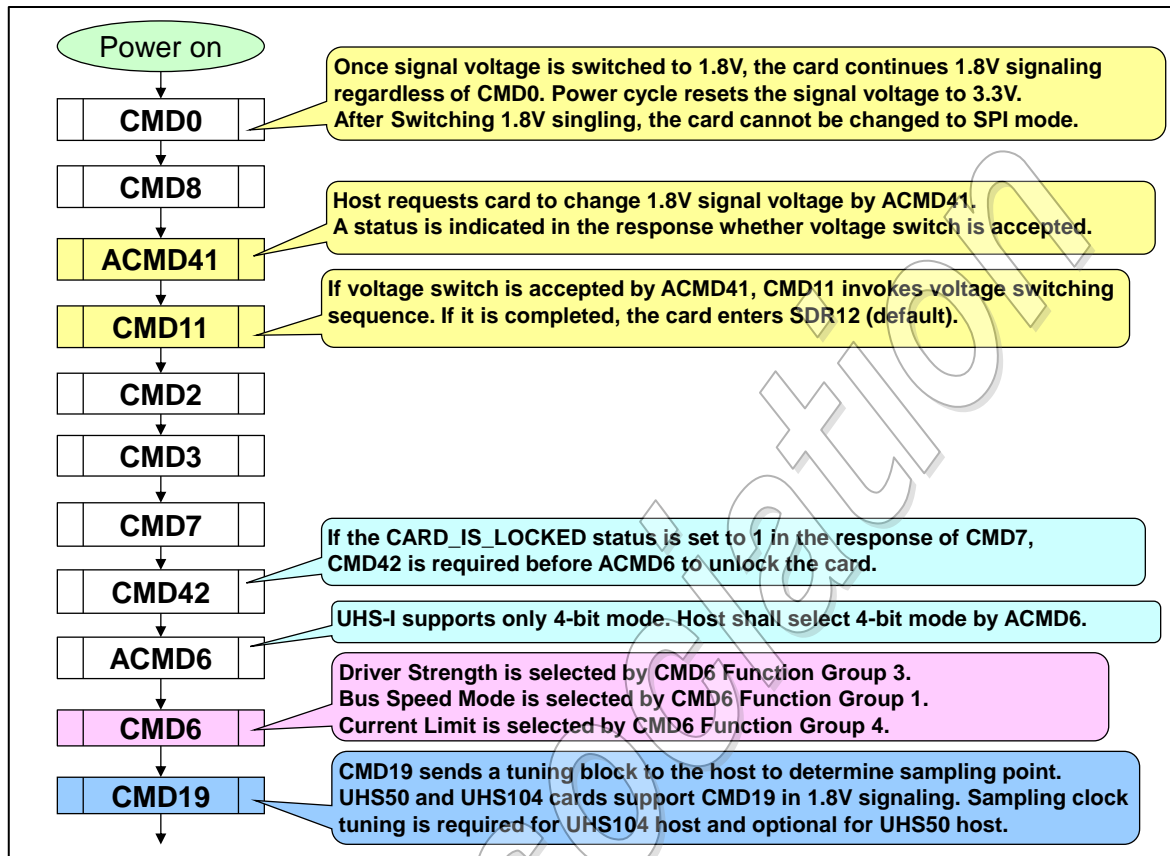 Power on
CMD0
Once signal voltage is switched to 1.8V, the card continues 1.8V signaling
regardless of CMD0. Power cycle resets the signal voltage to 3.3V.
After Switching 1.8V singling, the card cannot be changed to SPI mode.
CMD8
ACMD41
Host requests card to change 1.8V signal voltage by ACMD41.
A status is indicated in the response whether voltage switch is accepted.
CMD11
If voltage switch is accepted by ACMD41, CMD11 invokes voltage switching
sequence. If it is completed, the card enters SDR12 (default).
CMD2
CMD3
CMD7
CMD42
If the CARD_IS_LOCKED status is set to 1 in the response of CMD7,
CMD42 is required before ACMD6 to unlock the card.
ACMD6
UHS-I supports only 4-bit mode. Host shall select 4-bit mode by ACMD6.
CMD6
Driver Strength is selected by CMD6 Function Group 3.
Bus Speed Mode is selected by CMD6 Function Group 1.
Current Limit is selected by CMD6 Function Group 4.
CMD19
CMD19 sends a tuning block to the host to determine sampling point.
UHS50 and UHS104 cards support CMD19 in 1.8V signaling. Sampling clock
tuning is required for UHS104 host and optional for UHS50 host.
ociation